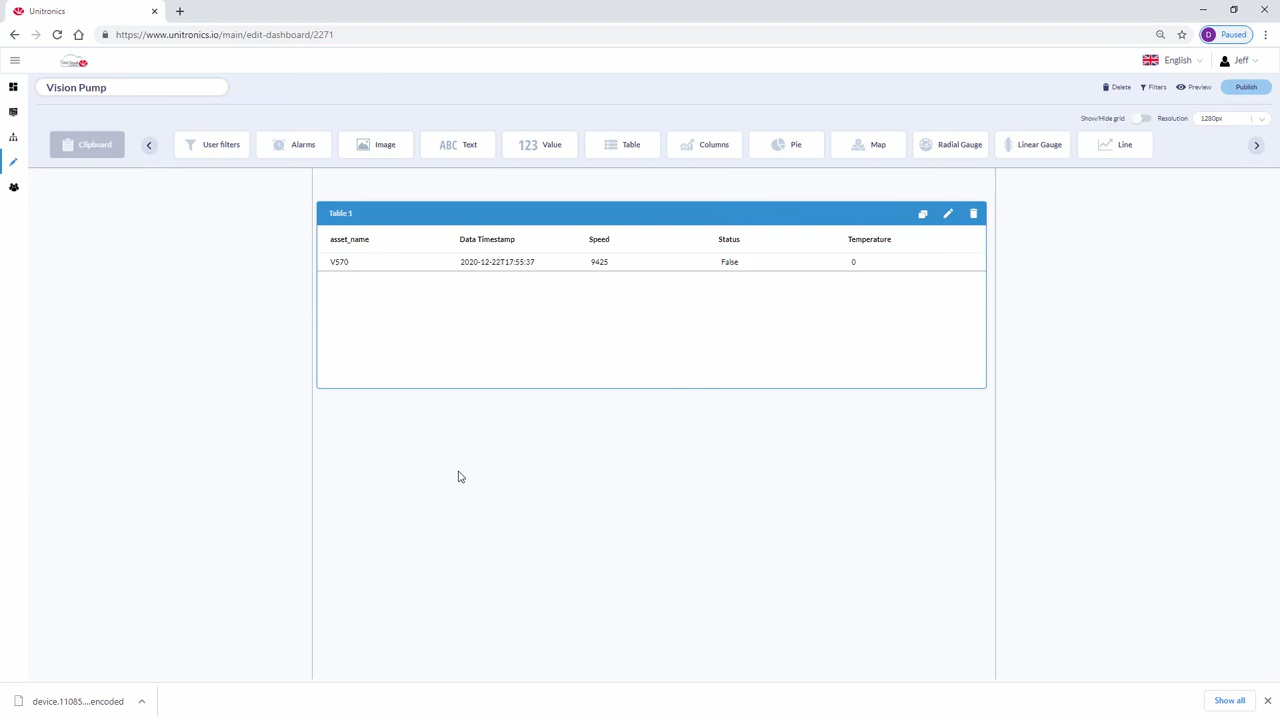 Unitronics
https://www.unitronics.io/main/edit-dashboard/2271
D Paused
English
Jeff
Vision Pump
Delete Filters Preview Publish
Show/Hide grid Resolution 1280px
Clipboard User filters Alarms Image ABC Text 123 Value Table Columns Pie Map Radial Gauge Linear Gauge Line
Table 1
asset_name Data Timestamp Speed Status Temperature
V570 2020-12-22T17:55:37 9425 False 0
device.11085....encoded
Show all